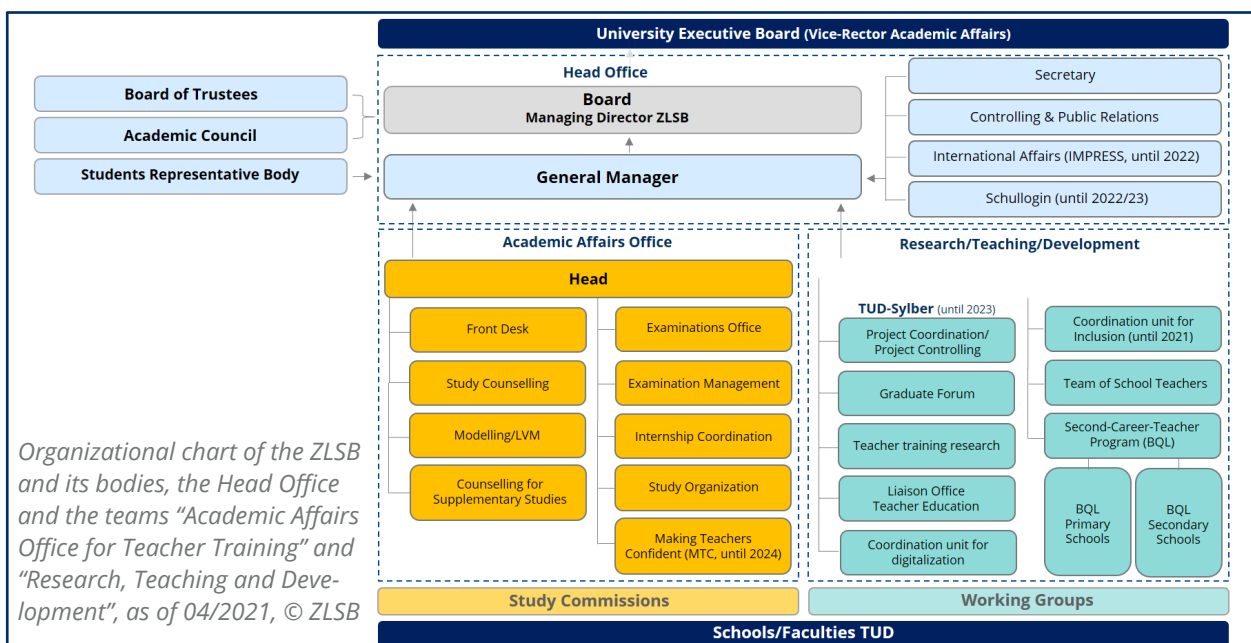 University Executive Board (Vice-Rector Academic Affairs)
Head Office
Board
Managing Director ZLSB
General Manager
Board of Trustees
Academic Council
Students Representative Body
Secretary
Controlling & Public Relations
International Affairs (IMPRESS, until 2022)
Schullogin (until 2022/23)
Academic Affairs Office
Head
Front Desk
Study Counselling
Modelling/LVM
Counselling for
Supplementary Studies
Examinations Office
Examination Management
Internship Coordination
Study Organization
Making Teachers
Confident (MTC, until 2024)
Research/Teaching/Development
TUD-Sylber (until 2023)
Project Coordination/
Project Controlling
Graduate Forum
Teacher training research
Liaison Office
Teacher Education
Coordination unit for
digitalization
Coordination unit for
Inclusion (until 2021)
Team of School Teachers
Second-Career-Teacher
Program (BQL)
BQL
Primary
Schools
BQL
Secondary
Schools
Organizational chart of the ZLSB
and its bodies, the Head Office
and the teams “Academic Affairs
Office for Teacher Training” and
“Research, Teaching and Deve-
lopment”, as of 04/2021, © ZLSB
Study Commissions
Working Groups
Schools/Faculties TUD